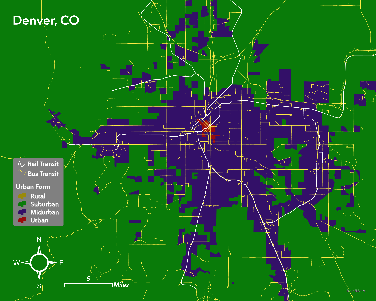 Denver, CO
Rail Transit
Bus Transit
Urban Form
Rural
Suburban
Midurban
Urban
N
W E
S
5
Miles